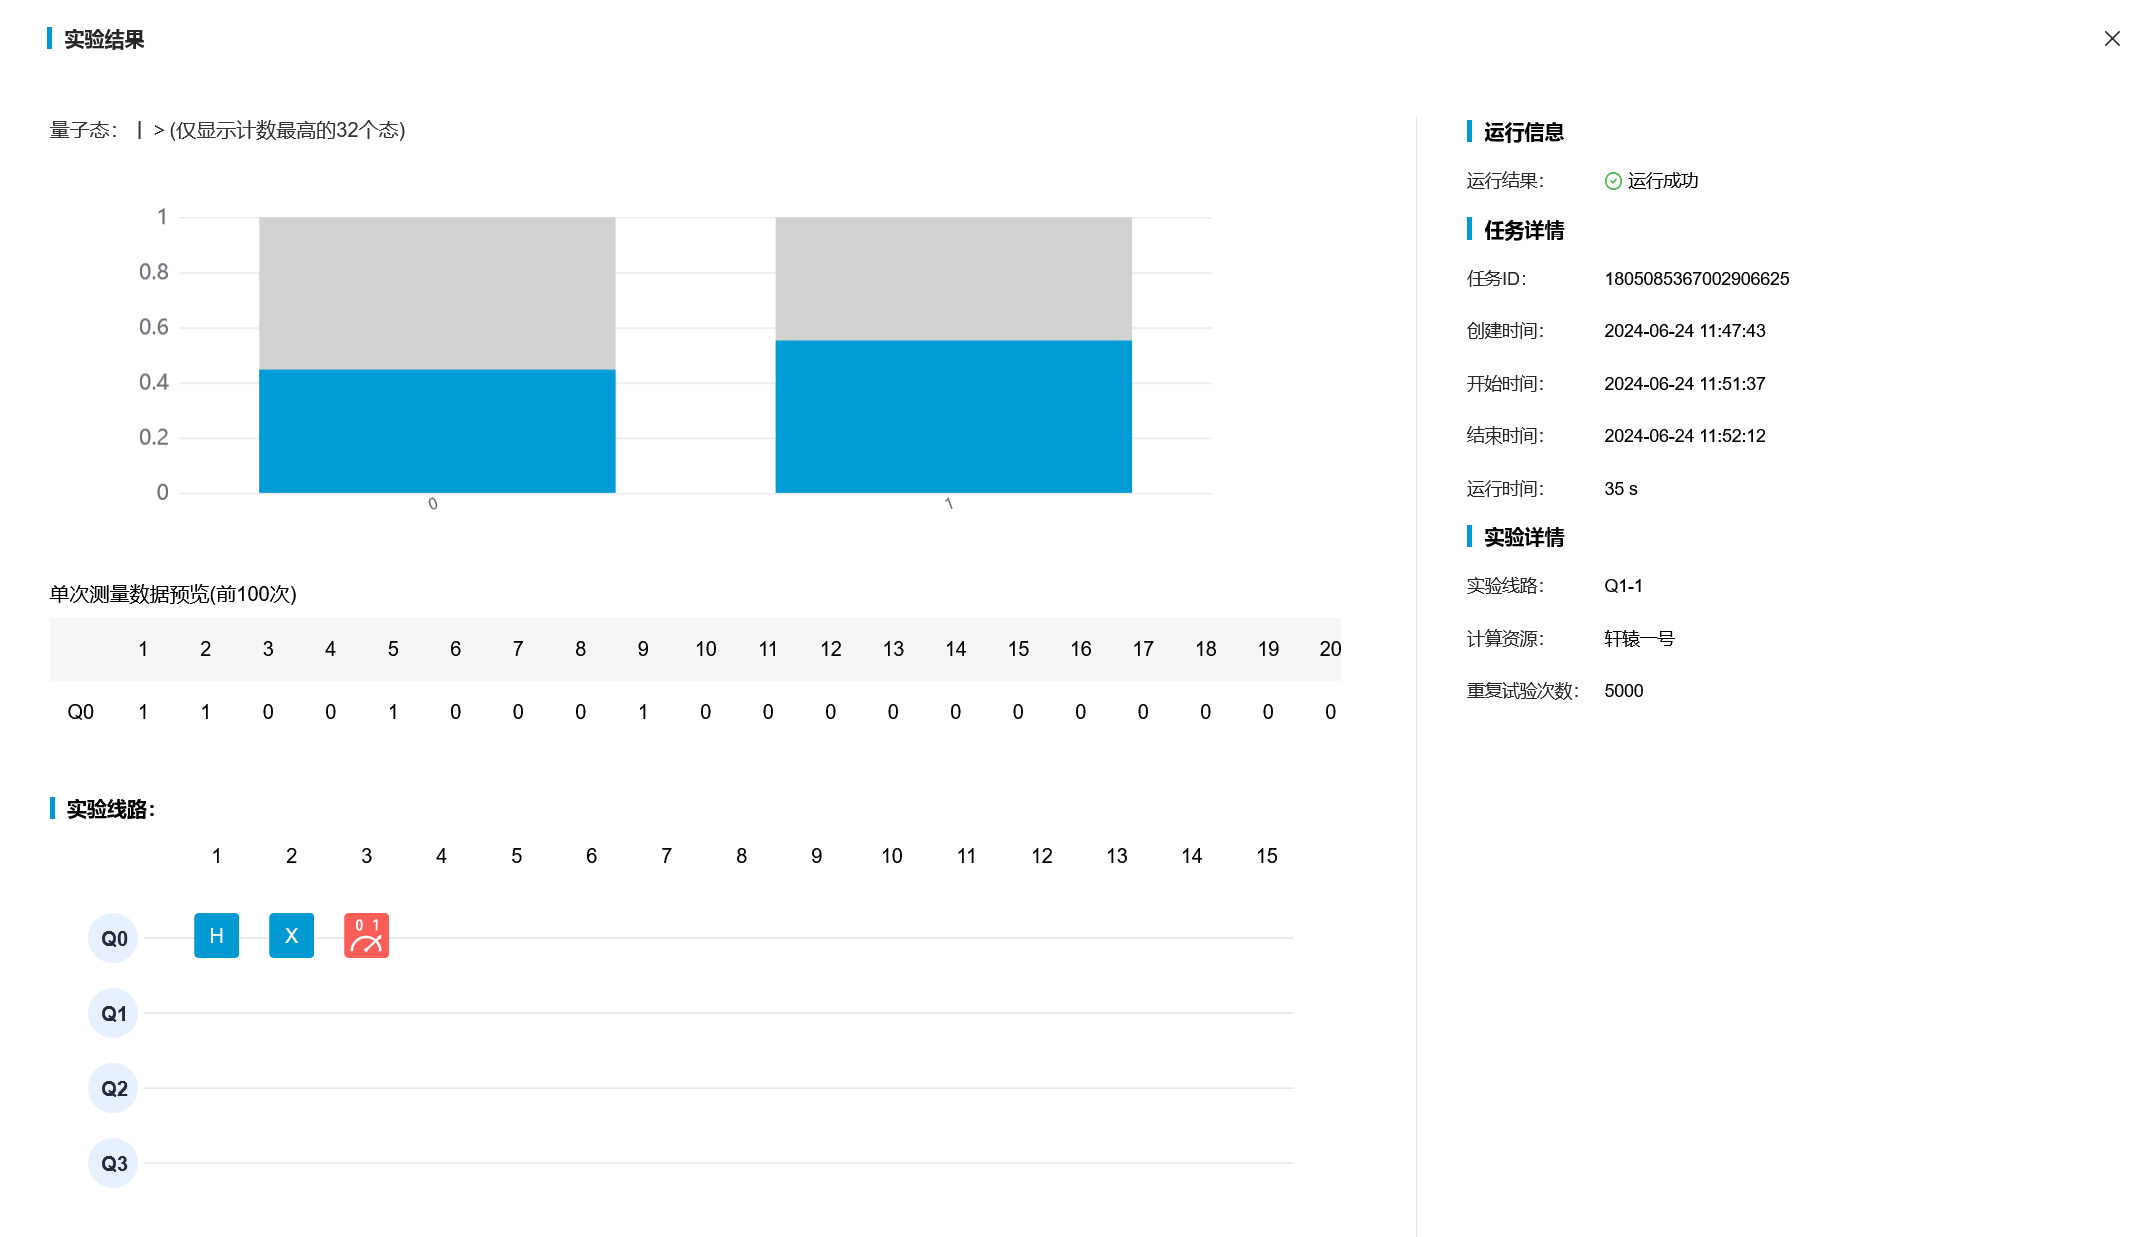 实验结果
量子态： | > (仅显示计数最高的32个态)
1
0.8
0.6
0.4
0.2
0
0 1
单次测量数据预览(前100次)
1 2 3 4 5 6 7 8 9 10 11 12 13 14 15 16 17 18 19 20
Q0 1 1 0 0 1 0 0 0 1 0 0 0 0 0 0 0 0 0 0 0
实验线路：
1 2 3 4 5 6 7 8 9 10 11 12 13 14 15
Q0 H X 0 1
Q1
Q2
Q3
运行信息
运行结果： 运行成功
任务详情
任务ID： 1805085367002906625
创建时间： 2024-06-24 11:47:43
开始时间： 2024-06-24 11:51:37
结束时间： 2024-06-24 11:52:12
运行时间： 35 s
实验详情
实验线路： Q1-1
计算资源： 轩辕一号
重复试验次数： 5000